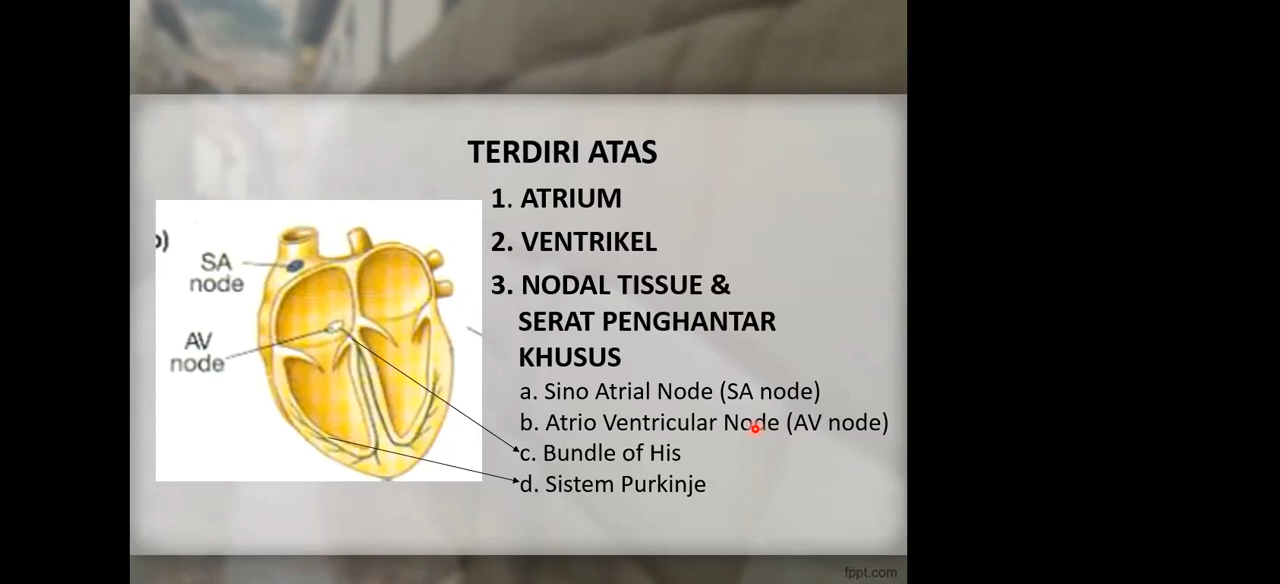 TERDIRI ATAS
1. ATRIUM
2. VENTRIKEL
3. NODAL TISSUE &
SERAT PENGHANTAR
KHUSUS
a. Sino Atrial Node (SA node)
b. Atrio Ventricular Node (AV node)
c. Bundle of His
d. Sistem Purkinje
b)
SA
node
AV
node
fppt.com